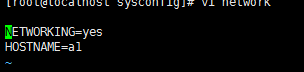 [root@localhost sysconfig]# vi network
NETWORKING=yes
HOSTNAME=a1
~